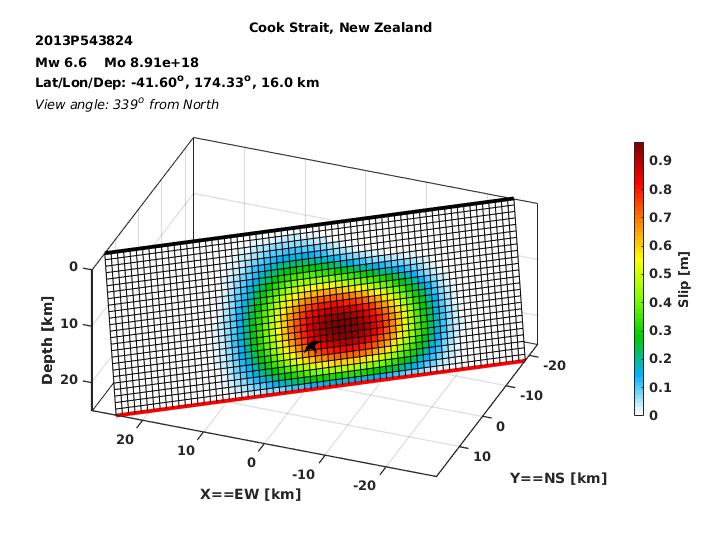 Cook Strait, New Zealand
2013P543824
Mw 6.6 Mo 8.91e+18
Lat/Lon/Dep: -41.60°, 174.33°, 16.0 km
View angle: 339° from North
0
10
20
Depth [km]
20
10
0
-10
-20
X==EW [km]
-20
-10
0
10
Y==NS [km]
0.9
0.8
0.7
0.6
0.5
0.4
0.3
0.2
0.1
0
Slip [m]